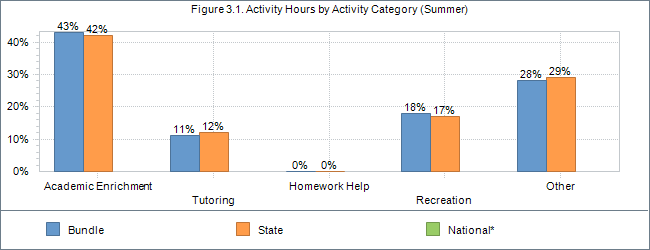 Figure 3.1. Activity Hours by Activity Category (Summer)
43% 42%
40%
30%
28% 29%
20%
18% 17%
11% 12%
10%
0% 0%
0%
Academic Enrichment Homework Help Other
Tutoring Recreation
Bundle State National*